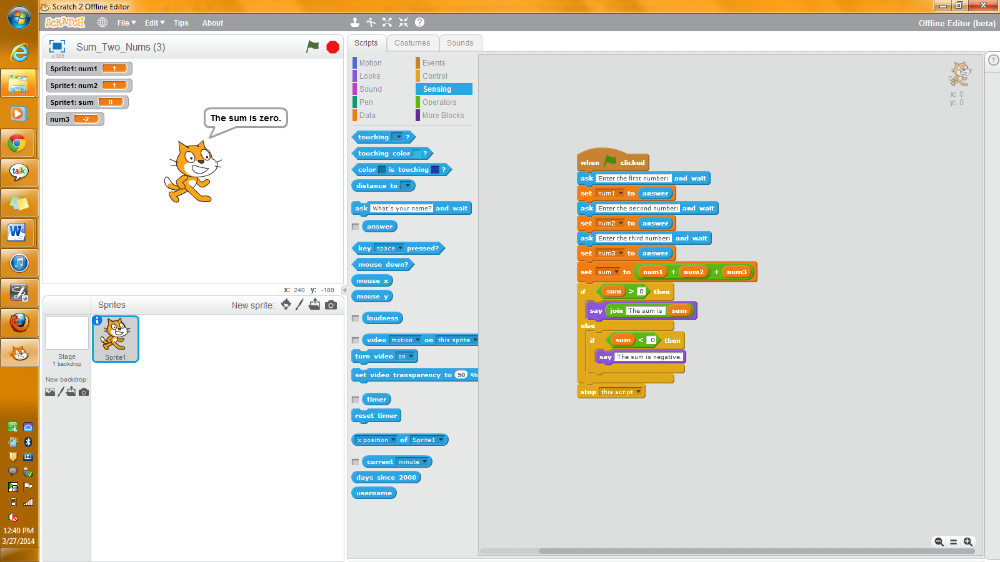 Scratch 2 Offline Editor
SCRATCH File Edit Tips About Offline Editor (beta)
v385 Sum_Two_Nums (3)
Sprite1: num1 1
Sprite1: num2 1
Sprite1: sum 0
num3 -2
The sum is zero.
x: 240 y: -180
Sprites New sprite:
Stage
1 backdrop
New backdrop:
Sprite1
Scripts Costumes Sounds
Motion Events
Looks Control
Sound Sensing
Pen Operators
Data More Blocks
touching ?
touching color ?
color is touching ?
distance to
ask What's your name? and wait
answer
key space pressed?
mouse down?
mouse x
mouse y
loudness
video motion on this sprite
turn video on
set video transparency to 50 %
timer
reset timer
x position of Sprite1
current minute
days since 2000
username
x: 0
y: 0
when clicked
ask Enter the first number: and wait
set num1 to answer
ask Enter the second number: and wait
set num2 to answer
ask Enter the third number: and wait
set num3 to answer
set sum to num1 + num2 + num3
if sum > 0 then
say join The sum is sum
else
if sum < 0 then
say The sum is negative.
stop this script
talk
12:40 PM
3/27/2014